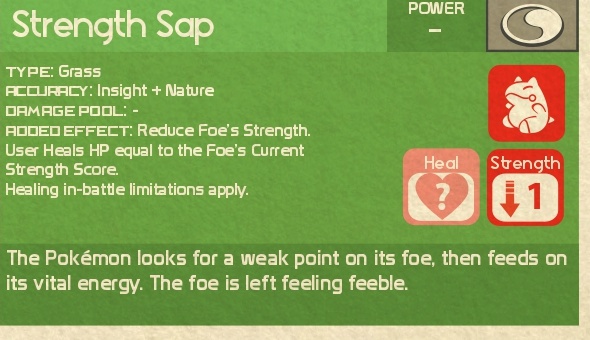 Strength Sap
POWER
–
TYPE: Grass
ACCURACY: Insight + Nature
DAMAGE POOL: -
ADDED EFFECT: Reduce Foe's Strength.
User Heals HP equal to the Foe's Current
Strength Score.
Healing in-battle limitations apply.
Heal
?
Strength
1
The Pokémon looks for a weak point on its foe, then feeds on
its vital energy. The foe is left feeling feeble.